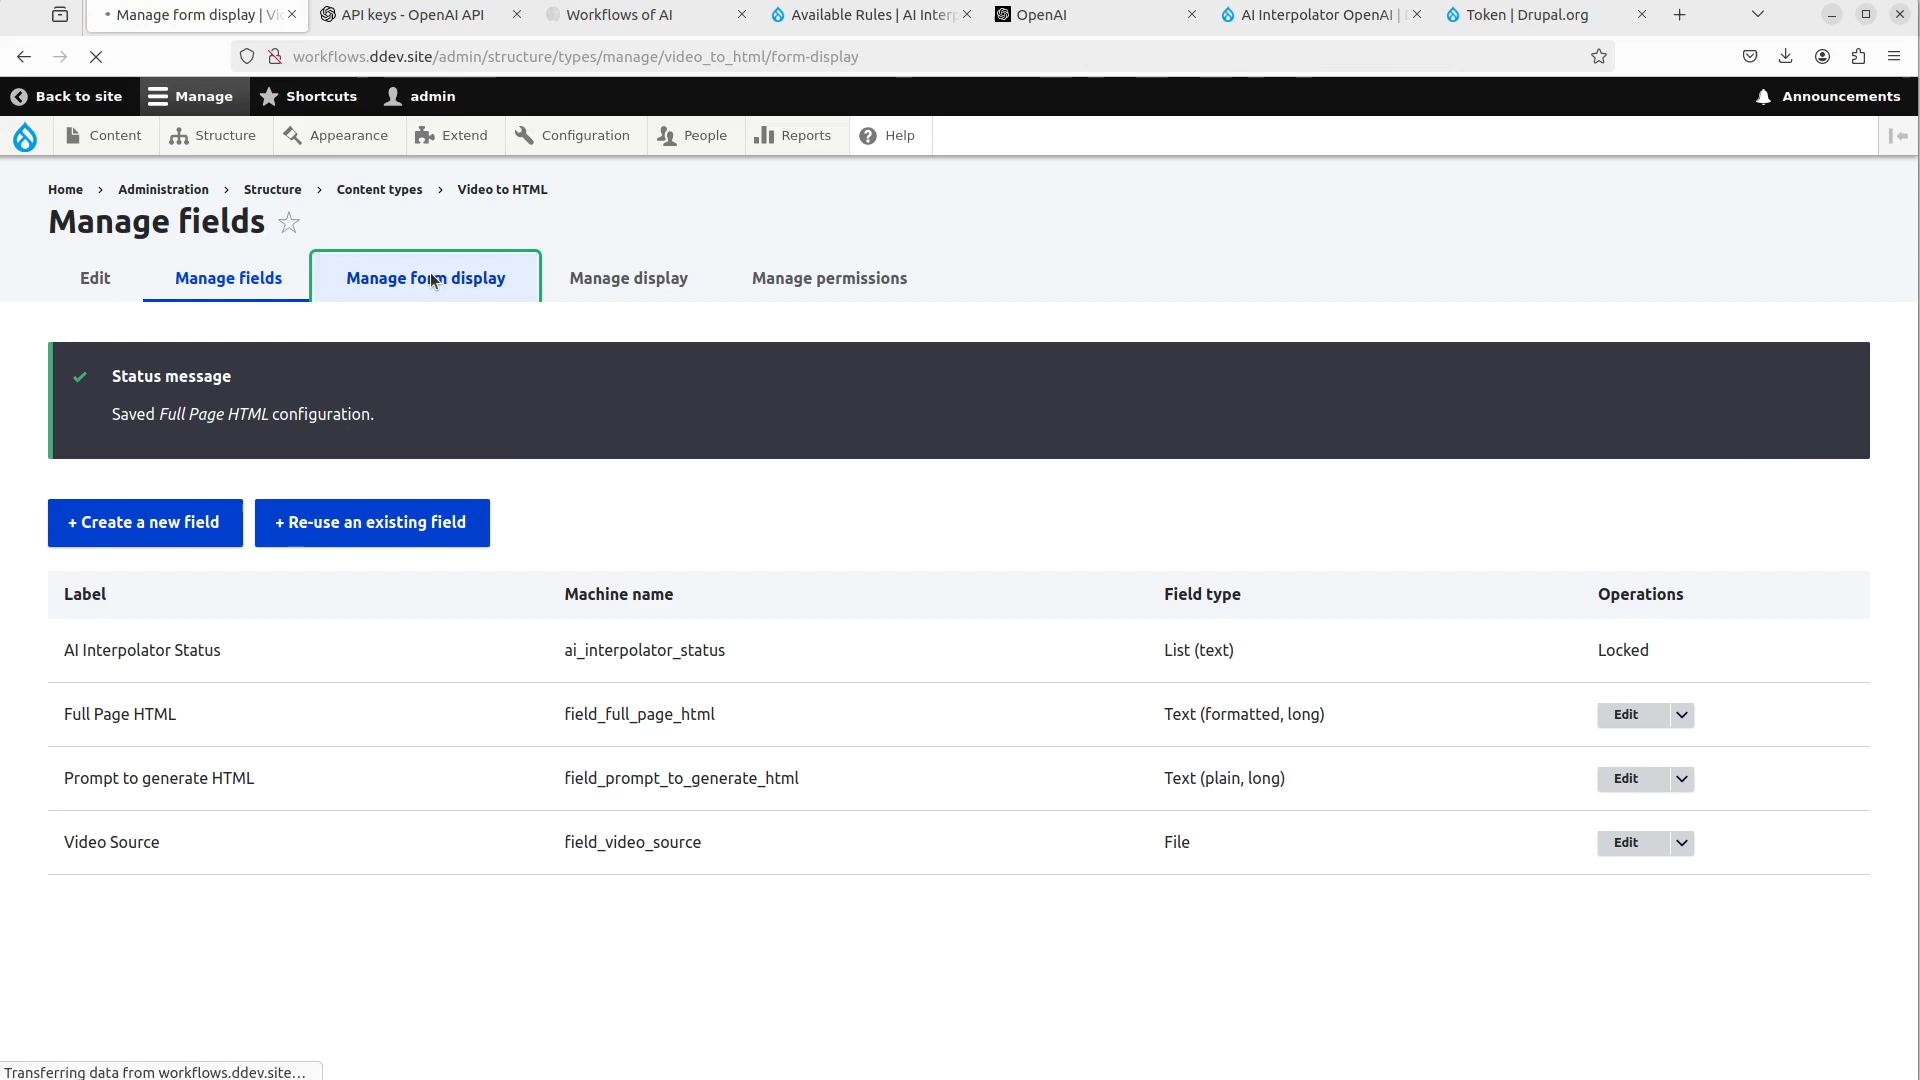 Manage form display | Vi
API keys - OpenAI API
Workflows of AI
Available Rules | AI Interp
OpenAI
AI Interpolator OpenAI |
Token | Drupal.org
workflows.ddev.site/admin/structure/types/manage/video_to_html/form-display
Back to site
Manage
Shortcuts
admin
Announcements
Content
Structure
Appearance
Extend
Configuration
People
Reports
Help
Home › Administration › Structure › Content types › Video to HTML
Manage fields
Edit
Manage fields
Manage form display
Manage display
Manage permissions
Status message
Saved Full Page HTML configuration.
+ Create a new field
+ Re-use an existing field
Label Machine name Field type Operations
AI Interpolator Status ai_interpolator_status List (text) Locked
Full Page HTML field_full_page_html Text (formatted, long) Edit
Prompt to generate HTML field_prompt_to_generate_html Text (plain, long) Edit
Video Source field_video_source File Edit
Transferring data from workflows.ddev.site...